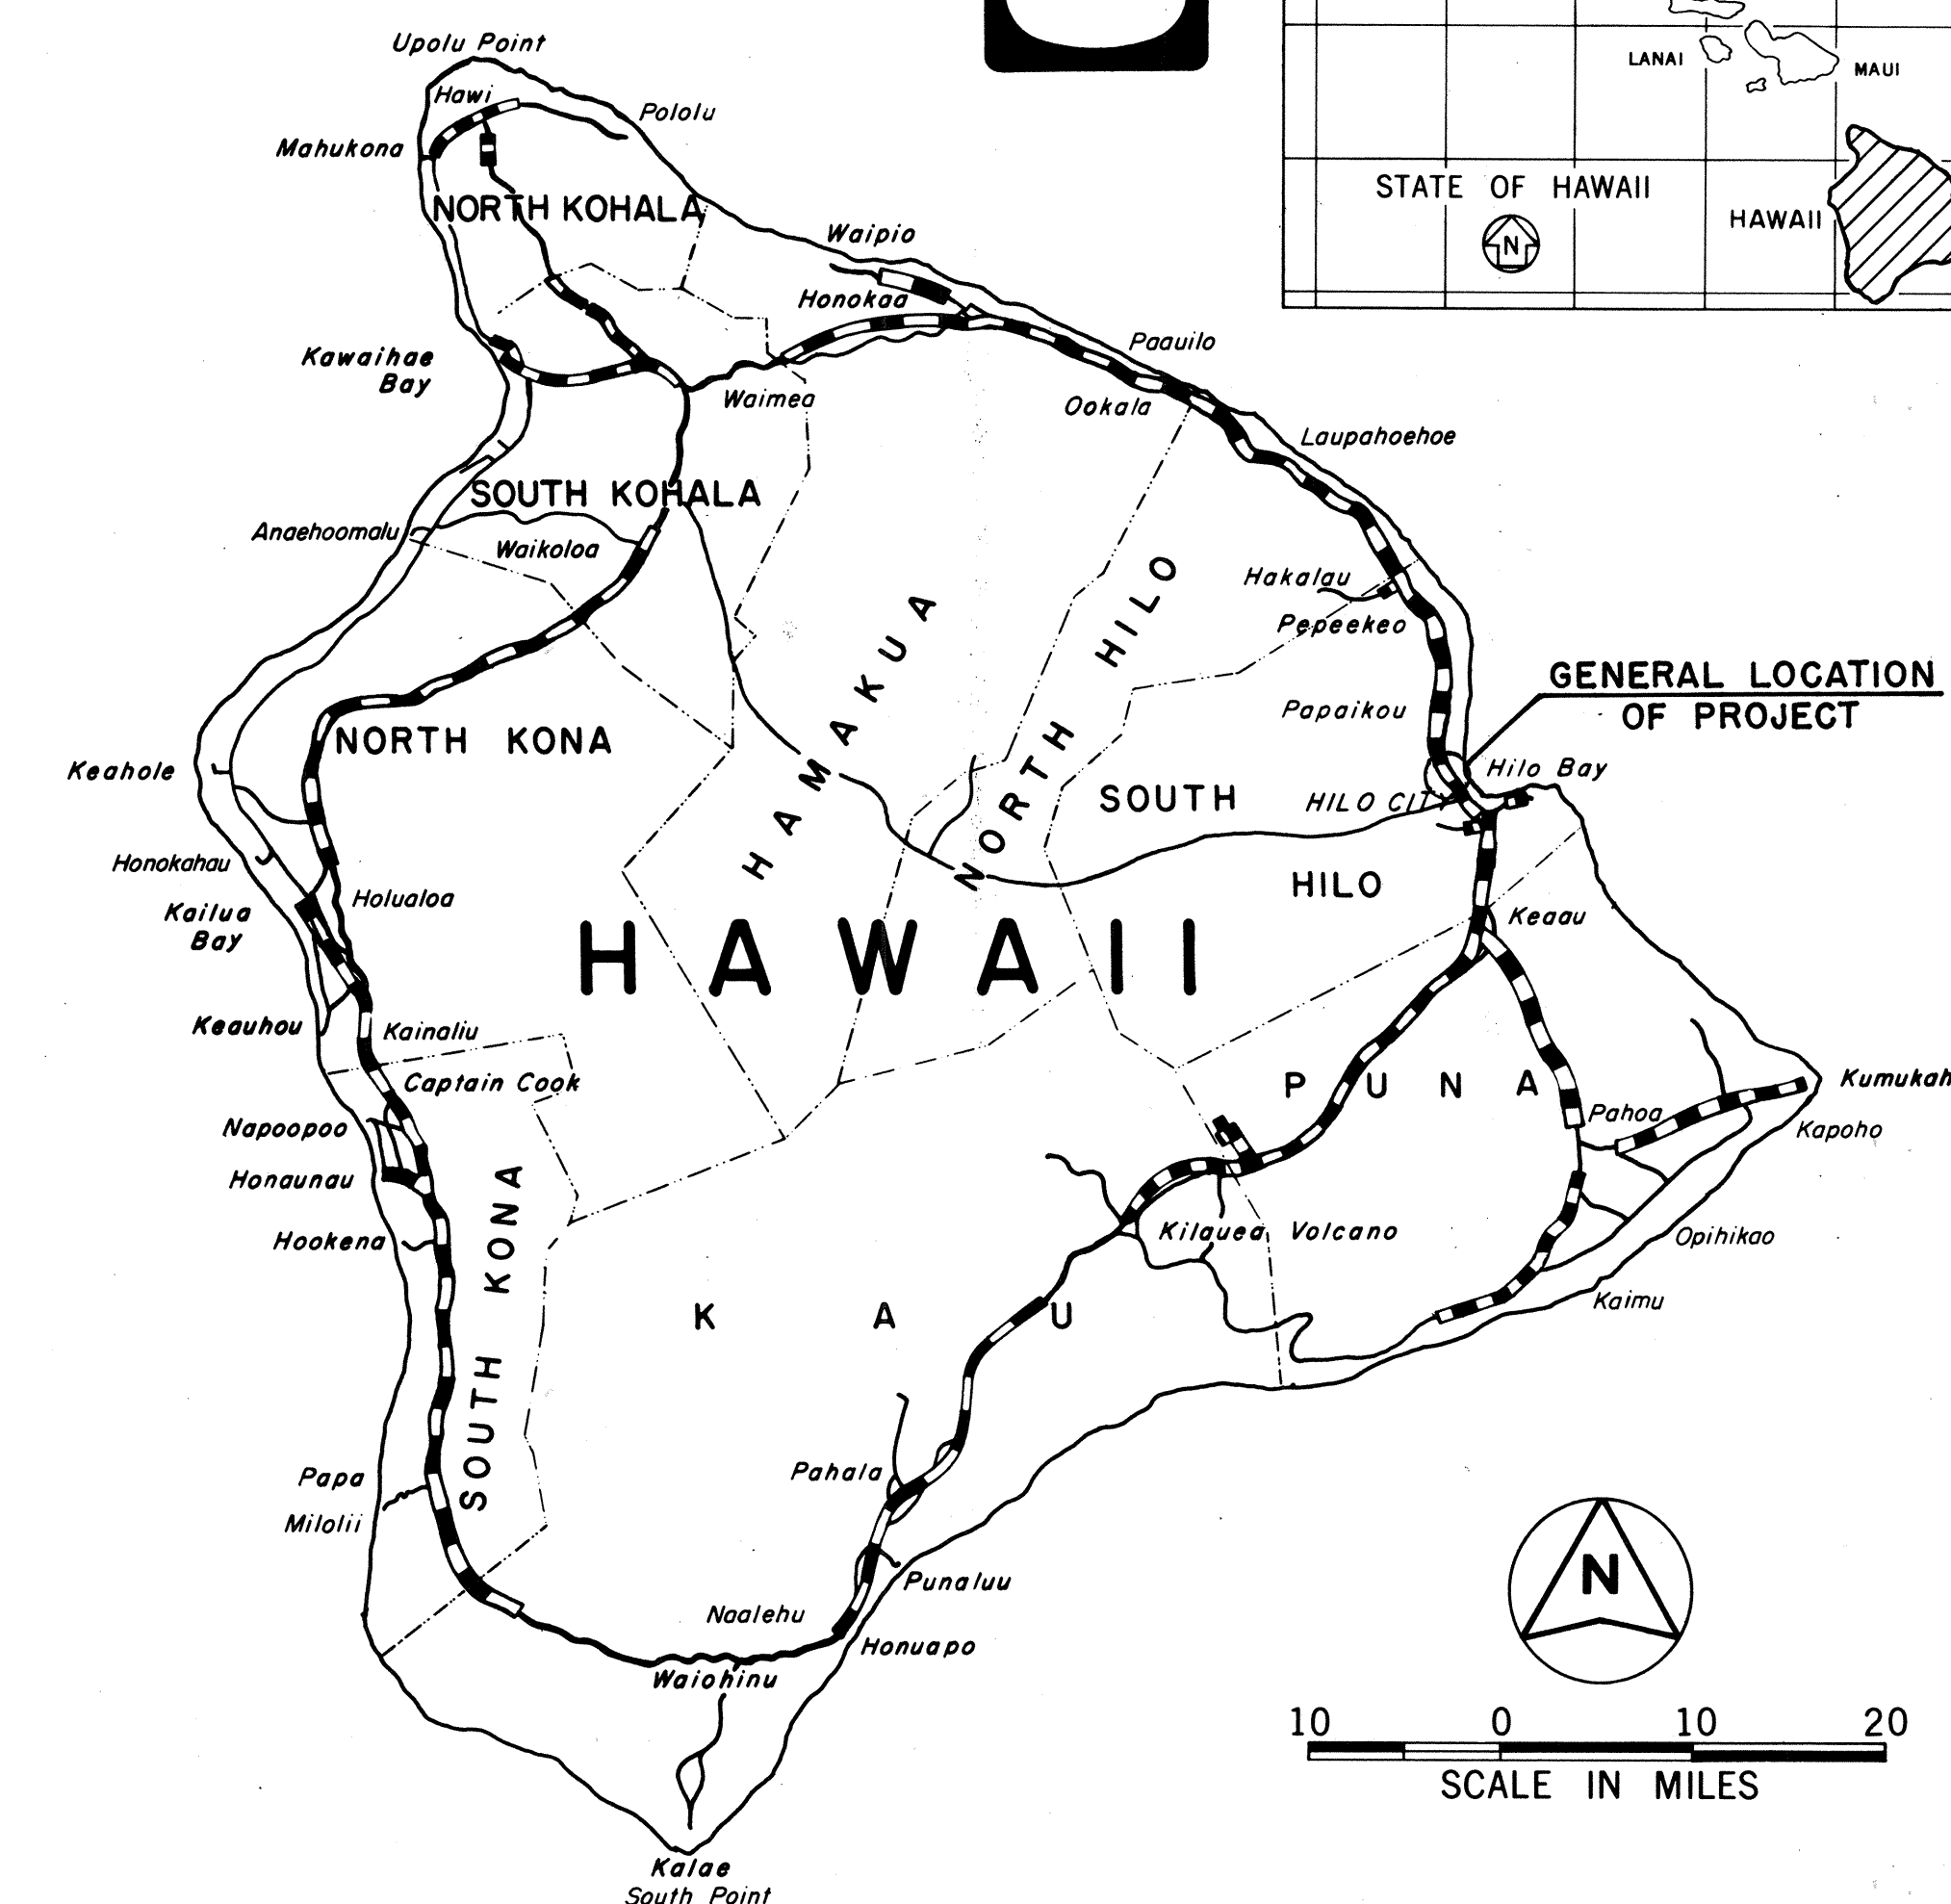 Upolu Point
Hawi
Pololu
Mahukona
NORTH KOHALA
Waipio
Honokaa
Kawaihae
Bay
Waimea
Paauilo
Ookala
Laupahoehoe
SOUTH KOHALA
Anaehoomalu
Waikoloa
Hakalau
Pepeekeo
Papaikou
HAMAKUA
NORTH HILO
GENERAL LOCATION
OF PROJECT
NORTH KONA
Keahole
Hilo Bay
HILO CITY
SOUTH
HILO
Honokahau
Holualoa
Kailua
Bay
Keaau
HAWAII
Keauhou
Kainaliu
Captain Cook
PUNA
Kumukah
Pahoa
Kapoho
Napoopoo
Honaunau
Hookena
SOUTH KONA
Kilauea Volcano
Opihikao
Kaimu
KAU
Papa
Milolii
Pahala
Punaluu
Naalehu
Honuapo
Waiohinu
Kalae
South Point
LANAI
MAUI
STATE OF HAWAII
HAWAII
N
N
10 0 10 20
SCALE IN MILES